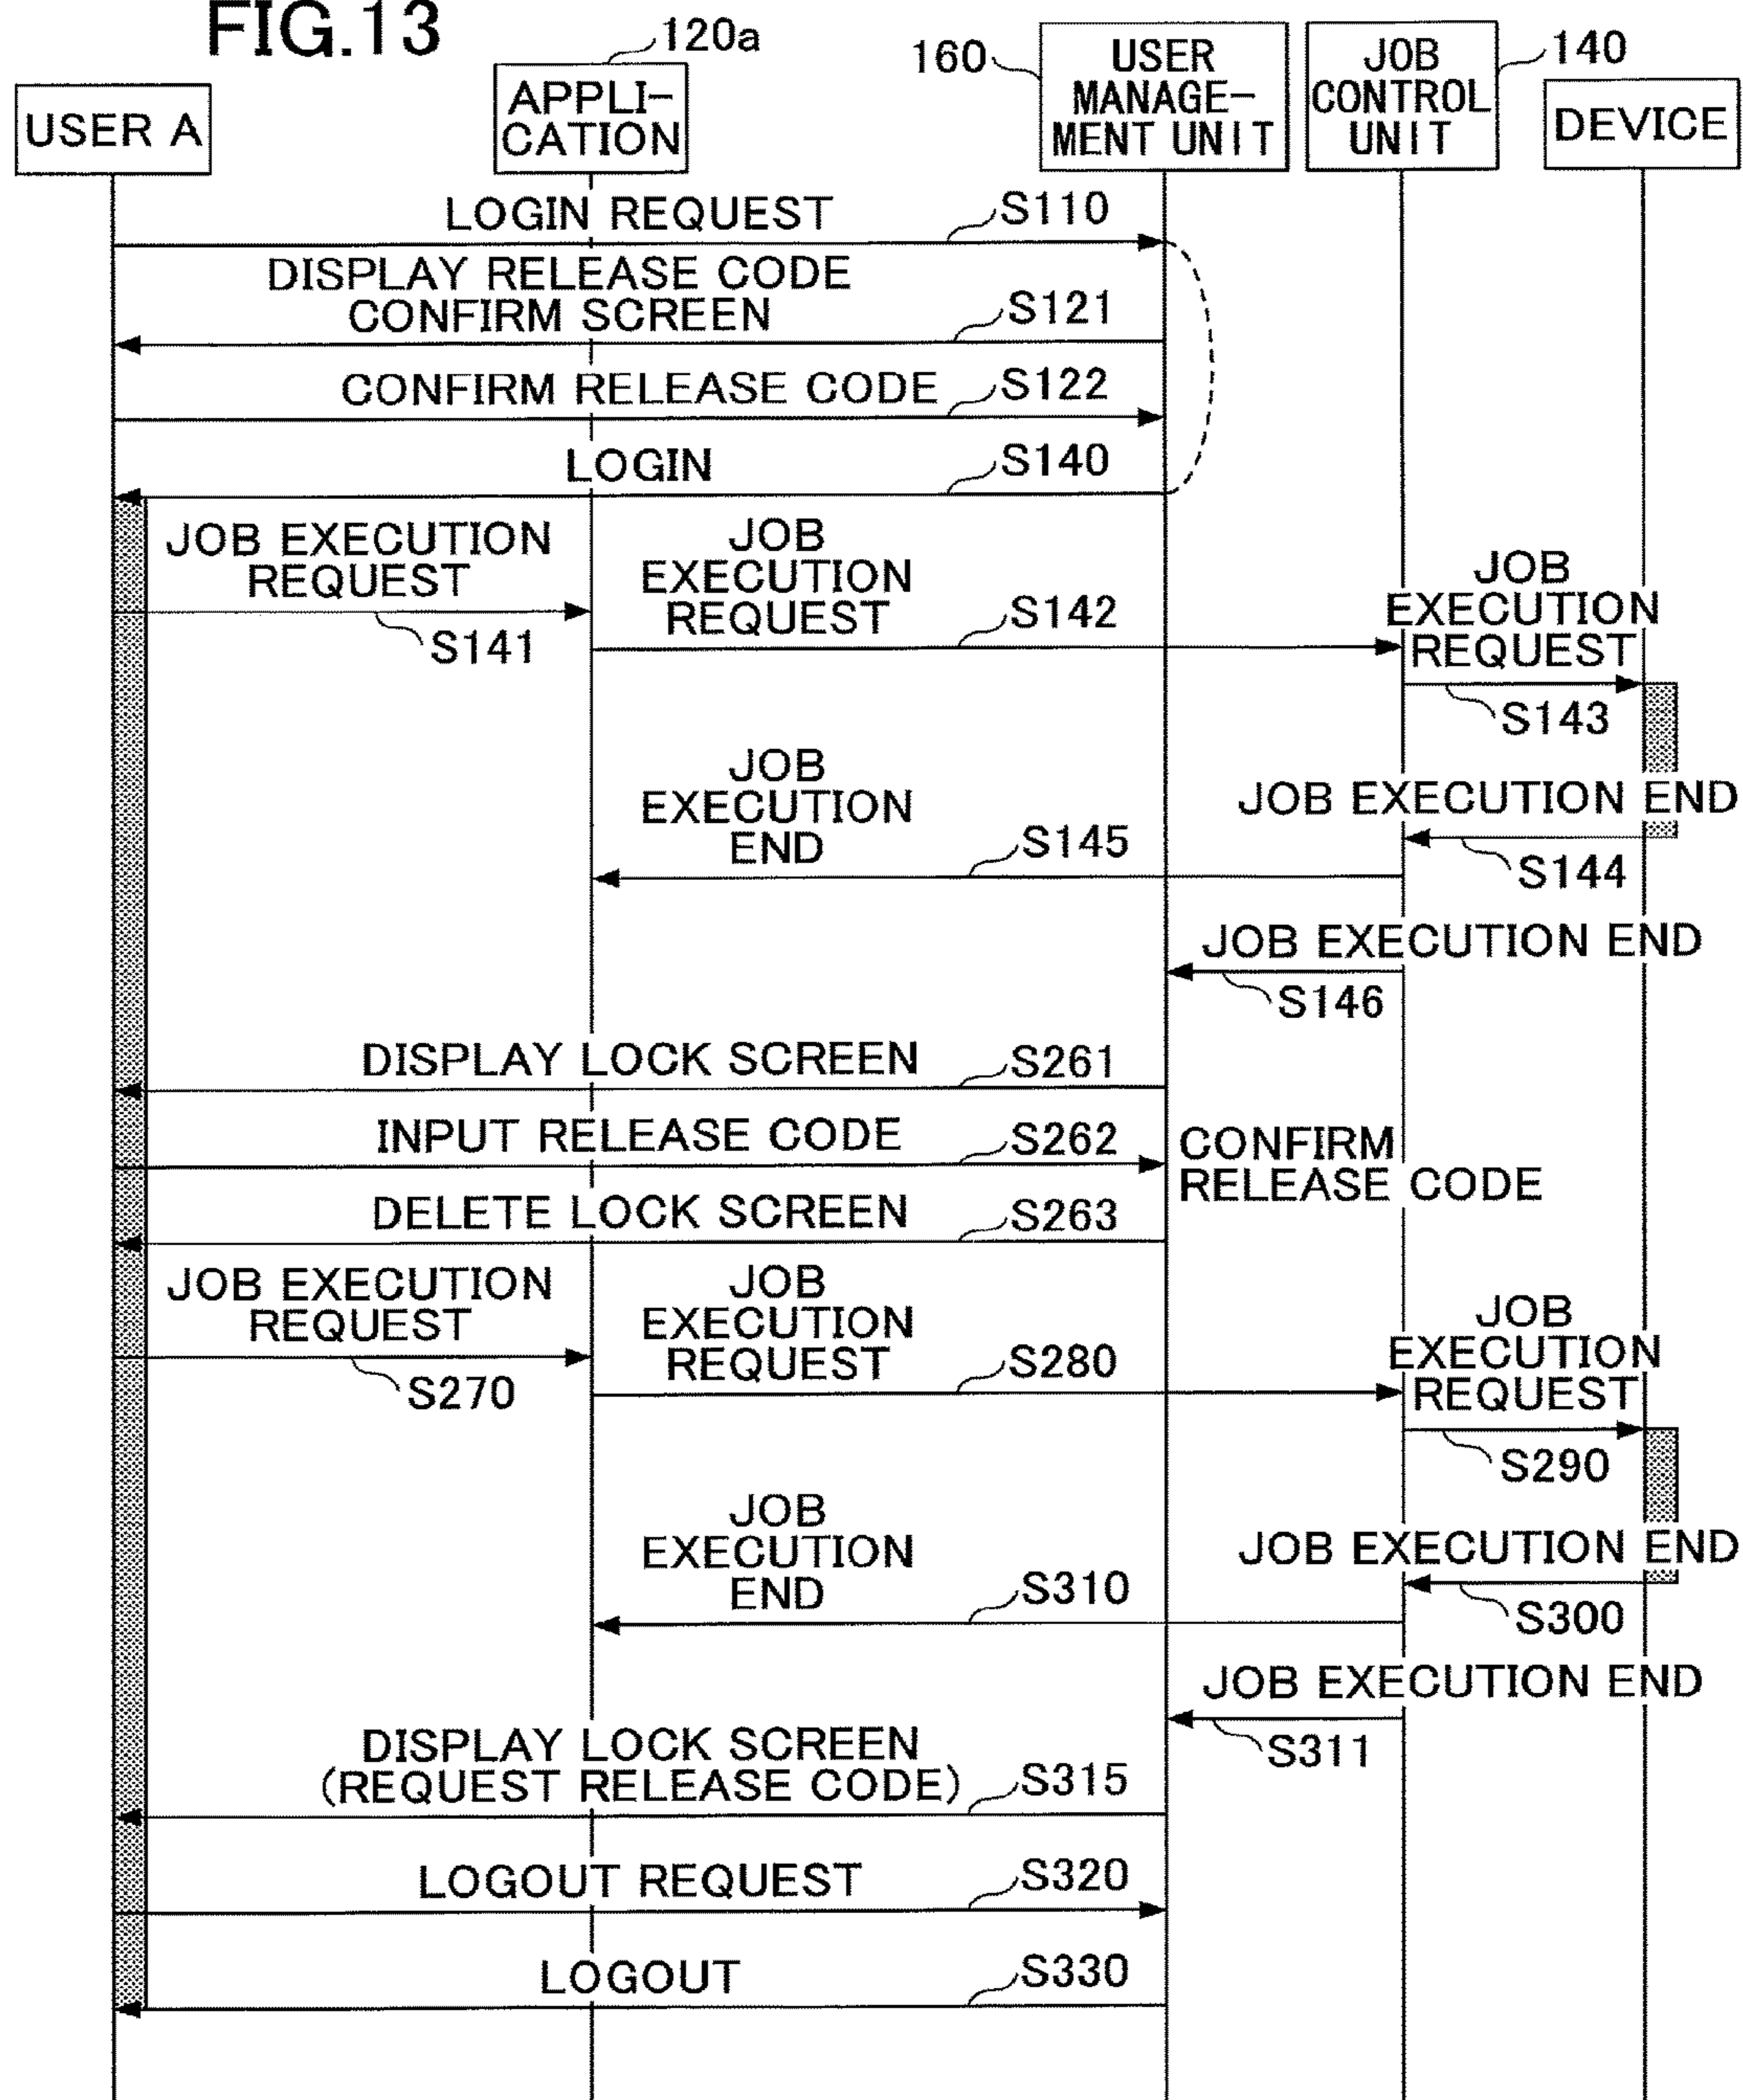 FIG.13
120a
160
USER
MANAGE-
MENT UNIT
JOB
CONTROL
UNIT
140
USER A
APPLI-
CATION
DEVICE
LOGIN REQUEST
S110
DISPLAY RELEASE CODE
CONFIRM SCREEN
S121
CONFIRM RELEASE CODE
S122
LOGIN
S140
JOB EXECUTION
REQUEST
S141
JOB
EXECUTION
REQUEST
S142
JOB
EXECUTION
REQUEST
S143
JOB EXECUTION END
S144
JOB
EXECUTION
END
S145
JOB EXECUTION END
S146
DISPLAY LOCK SCREEN
S261
INPUT RELEASE CODE
S262
CONFIRM
RELEASE CODE
DELETE LOCK SCREEN
S263
JOB EXECUTION
REQUEST
S270
JOB
EXECUTION
REQUEST
S280
JOB
EXECUTION
REQUEST
S290
JOB EXECUTION END
S300
JOB
EXECUTION
END
S310
JOB EXECUTION END
S311
DISPLAY LOCK SCREEN
(REQUEST RELEASE CODE)
S315
LOGOUT REQUEST
S320
LOGOUT
S330